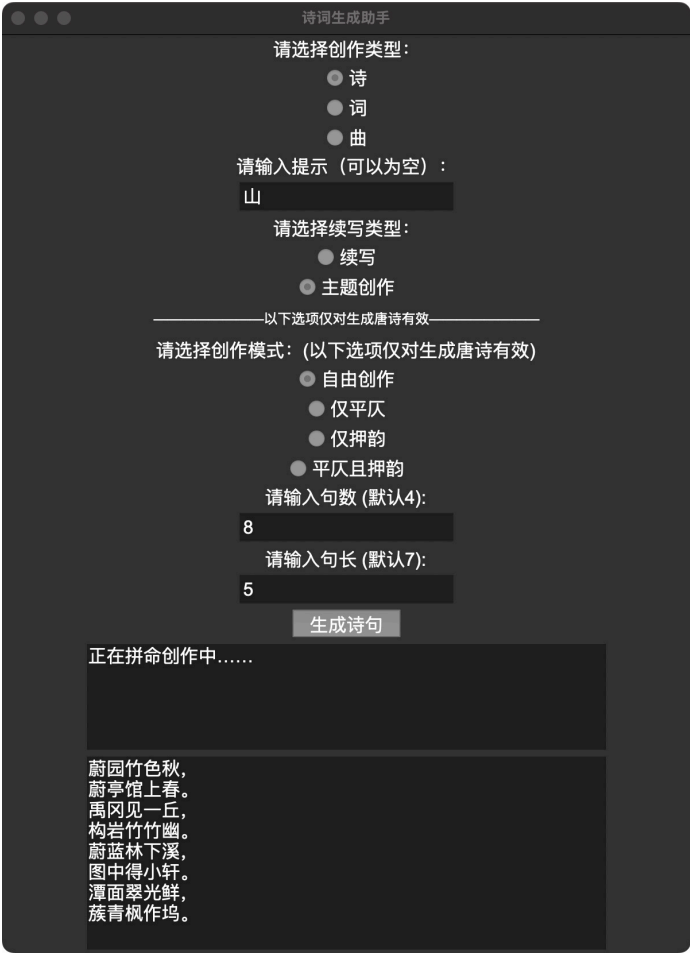 诗词生成助手
请选择创作类型：
诗
词
曲
请输入提示（可以为空）：
山
请选择续写类型：
续写
主题创作
————————以下选项仅对生成唐诗有效————————
请选择创作模式：(以下选项仅对生成唐诗有效)
自由创作
仅平仄
仅押韵
平仄且押韵
请输入句数 (默认4):
8
请输入句长 (默认7):
5
生成诗句
正在拼命创作中……
蔚园竹色秋，
蔚亭馆上春。
禹冈见一丘，
构岩竹竹幽。
蔚蓝林下溪，
图中得小轩。
潭面翠光鲜，
蔟青枫作坞。